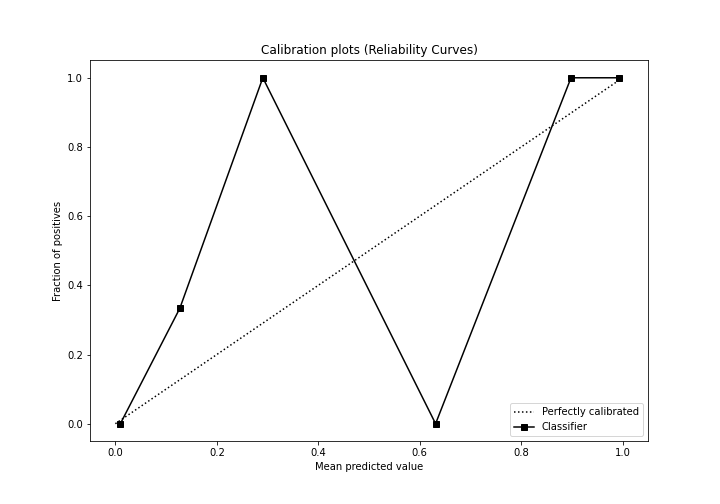 Calibration plots (Reliability Curves)
Fraction of positives
1.0
0.8
0.6
0.4
0.2
0.0
0.0 0.2 0.4 0.6 0.8 1.0
Mean predicted value
Perfectly calibrated
Classifier